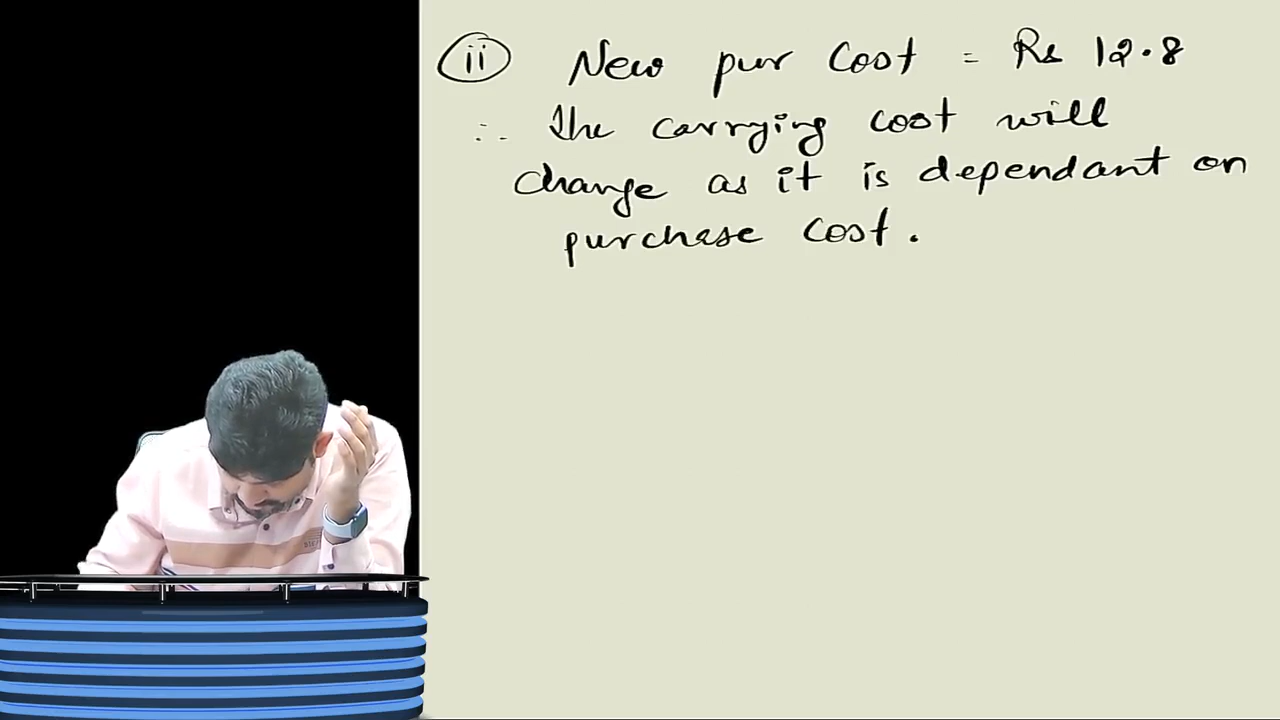 ii New pur cost = Rs 12.8
∴ the carrying cost will
change as it is dependant on
purchase cost.